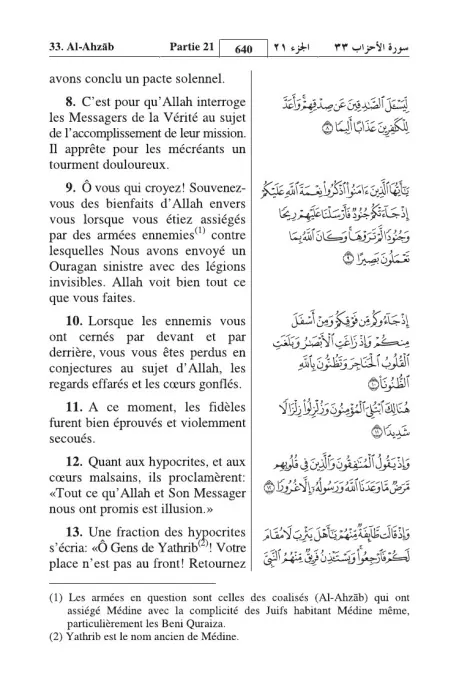 33. Al-Ahzāb Partie 21 640 الجزء ٢١ سورة الأحزاب ٣٣
avons conclu un pacte solennel.
8. C’est pour qu’Allah interroge
les Messagers de la Vérité au sujet
de l’accomplissement de leur mission.
Il apprête pour les mécréants un
tourment douloureux.
9. Ô vous qui croyez! Souvenez-
vous des bienfaits d’Allah envers
vous lorsque vous étiez assiégés
par des armées ennemies(1) contre
lesquelles Nous avons envoyé un
Ouragan sinistre avec des légions
invisibles. Allah voit bien tout ce
que vous faites.
10. Lorsque les ennemis vous
ont cernés par devant et par
derrière, vous vous êtes perdus en
conjectures au sujet d’Allah, les
regards effarés et les cœurs gonflés.
11. A ce moment, les fidèles
furent bien éprouvés et violemment
secoués.
12. Quant aux hypocrites, et aux
cœurs malsains, ils proclamèrent:
«Tout ce qu’Allah et Son Messager
nous ont promis est illusion.»
13. Une fraction des hypocrites
s’écria: «Ô Gens de Yathrib(2)! Votre
place n’est pas au front! Retournez
لِّيَسْـَٔلَ ٱلصَّـٰدِقِينَ عَن صِدْقِهِمْ ۚ وَأَعَدَّ
لِلْكَـٰفِرِينَ عَذَابًا أَلِيمًا ٨
يَـٰٓأَيُّهَا ٱلَّذِينَ ءَامَنُوا۟ ٱذْكُرُوا۟ نِعْمَةَ ٱللَّهِ عَلَيْكُمْ
إِذْ جَآءَتْكُمْ جُنُودٌ فَأَرْسَلْنَا عَلَيْهِمْ رِيحًا
وَجُنُودًا لَّمْ تَرَوْهَا ۚ وَكَانَ ٱللَّهُ بِمَا
تَعْمَلُونَ بَصِيرًا ٩
إِذْ جَآءُوكُم مِّن فَوْقِكُمْ وَمِنْ أَسْفَلَ
مِنكُمْ وَإِذْ زَاغَتِ ٱلْأَبْصَـٰرُ وَبَلَغَتِ
ٱلْقُلُوبُ ٱلْحَنَاجِرَ وَتَظُنُّونَ بِٱللَّهِ
ٱلظُّنُونَا۠ ١٠
هُنَالِكَ ٱبْتُلِىَ ٱلْمُؤْمِنُونَ وَزُلْزِلُوا۟ زِلْزَالًا
شَدِيدًا ١١
وَإِذْ يَقُولُ ٱلْمُنَـٰفِقُونَ وَٱلَّذِينَ فِى قُلُوبِهِم
مَّرَضٌ مَّا وَعَدَنَا ٱللَّهُ وَرَسُولُهُۥٓ إِلَّا غُرُورًا ١٢
وَإِذْ قَالَت طَّآئِفَةٌ مِّنْهُمْ يَـٰٓأَهْلَ يَثْرِبَ لَا مُقَامَ
لَكُمْ فَٱرْجِعُوا۟ ۚ وَيَسْتَـْٔذِنُ فَرِيقٌ مِّنْهُمُ ٱلنَّبِىَّ
(1) Les armées en question sont celles des coalisés (Al-Ahzāb) qui ont
assiégé Médine avec la complicité des Juifs habitant Médine même,
particulièrement les Beni Quraiza.
(2) Yathrib est le nom ancien de Médine.